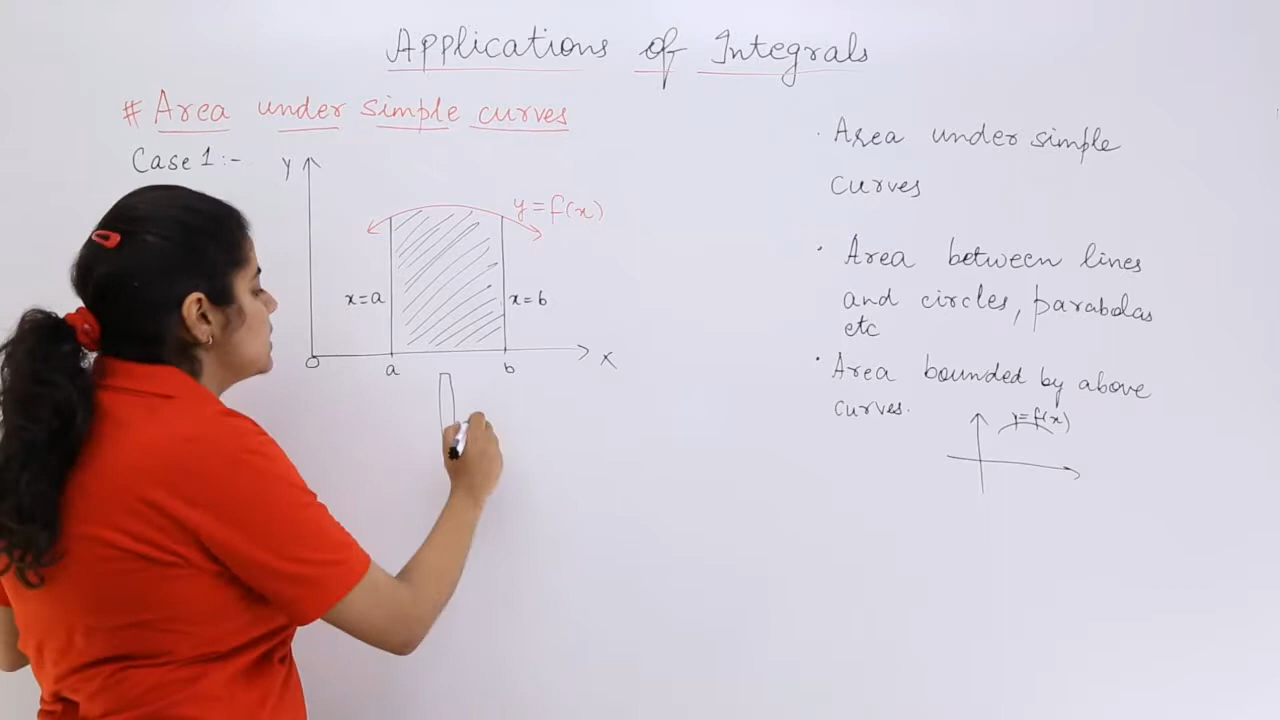 Applications of Integrals
# Area under simple curves
Case 1:-
Y
y=f(x)
x=a
x=b
O
a
b
X
· Area under simple
curves
· Area between lines
and circles, parabolas
etc
· Area bounded by above
curves.
y=f(x)